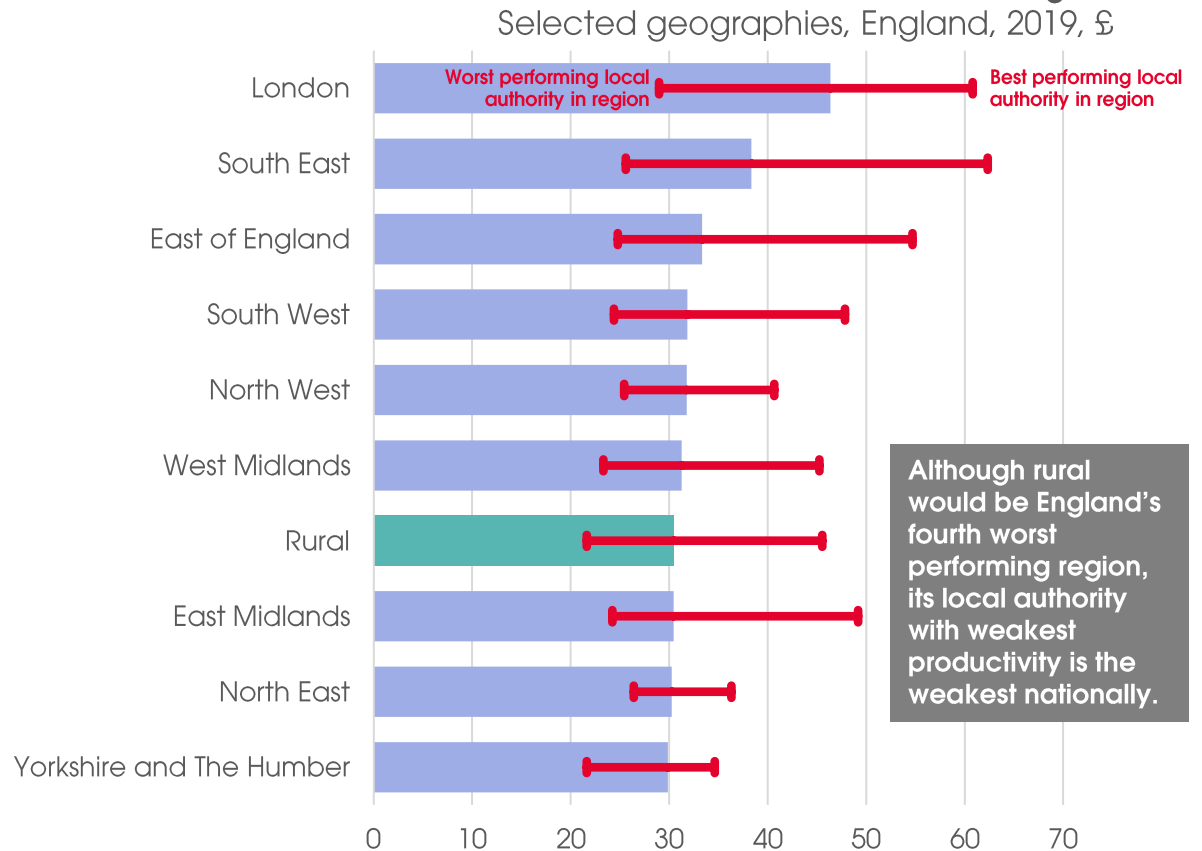 Selected geographies, England, 2019, £
London
Worst performing local
authority in region
Best performing local
authority in region
South East
East of England
South West
North West
West Midlands
Rural
East Midlands
North East
Yorkshire and The Humber
Although rural
would be England’s
fourth worst
performing region,
its local authority
with weakest
productivity is the
weakest nationally.
0 10 20 30 40 50 60 70